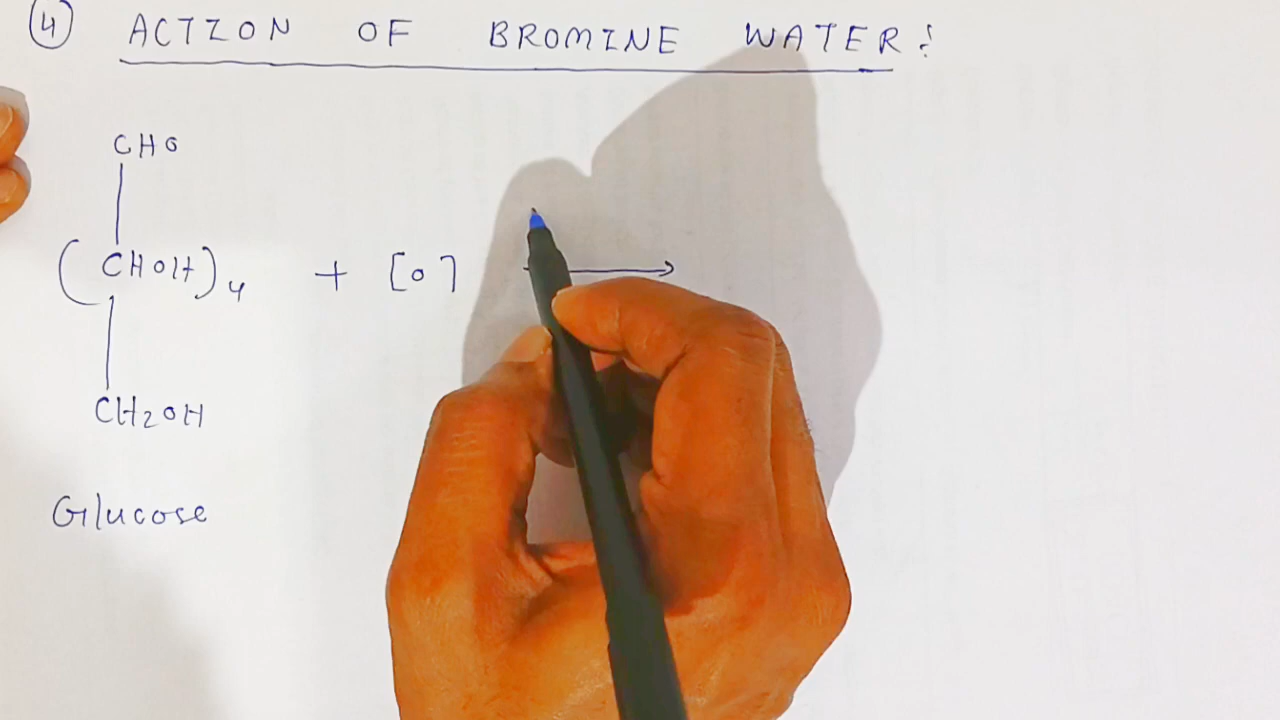 ④ ACTION OF BROMINE WATER:
CHO
(CHOH)4 + [O] →
CH2OH
Glucose